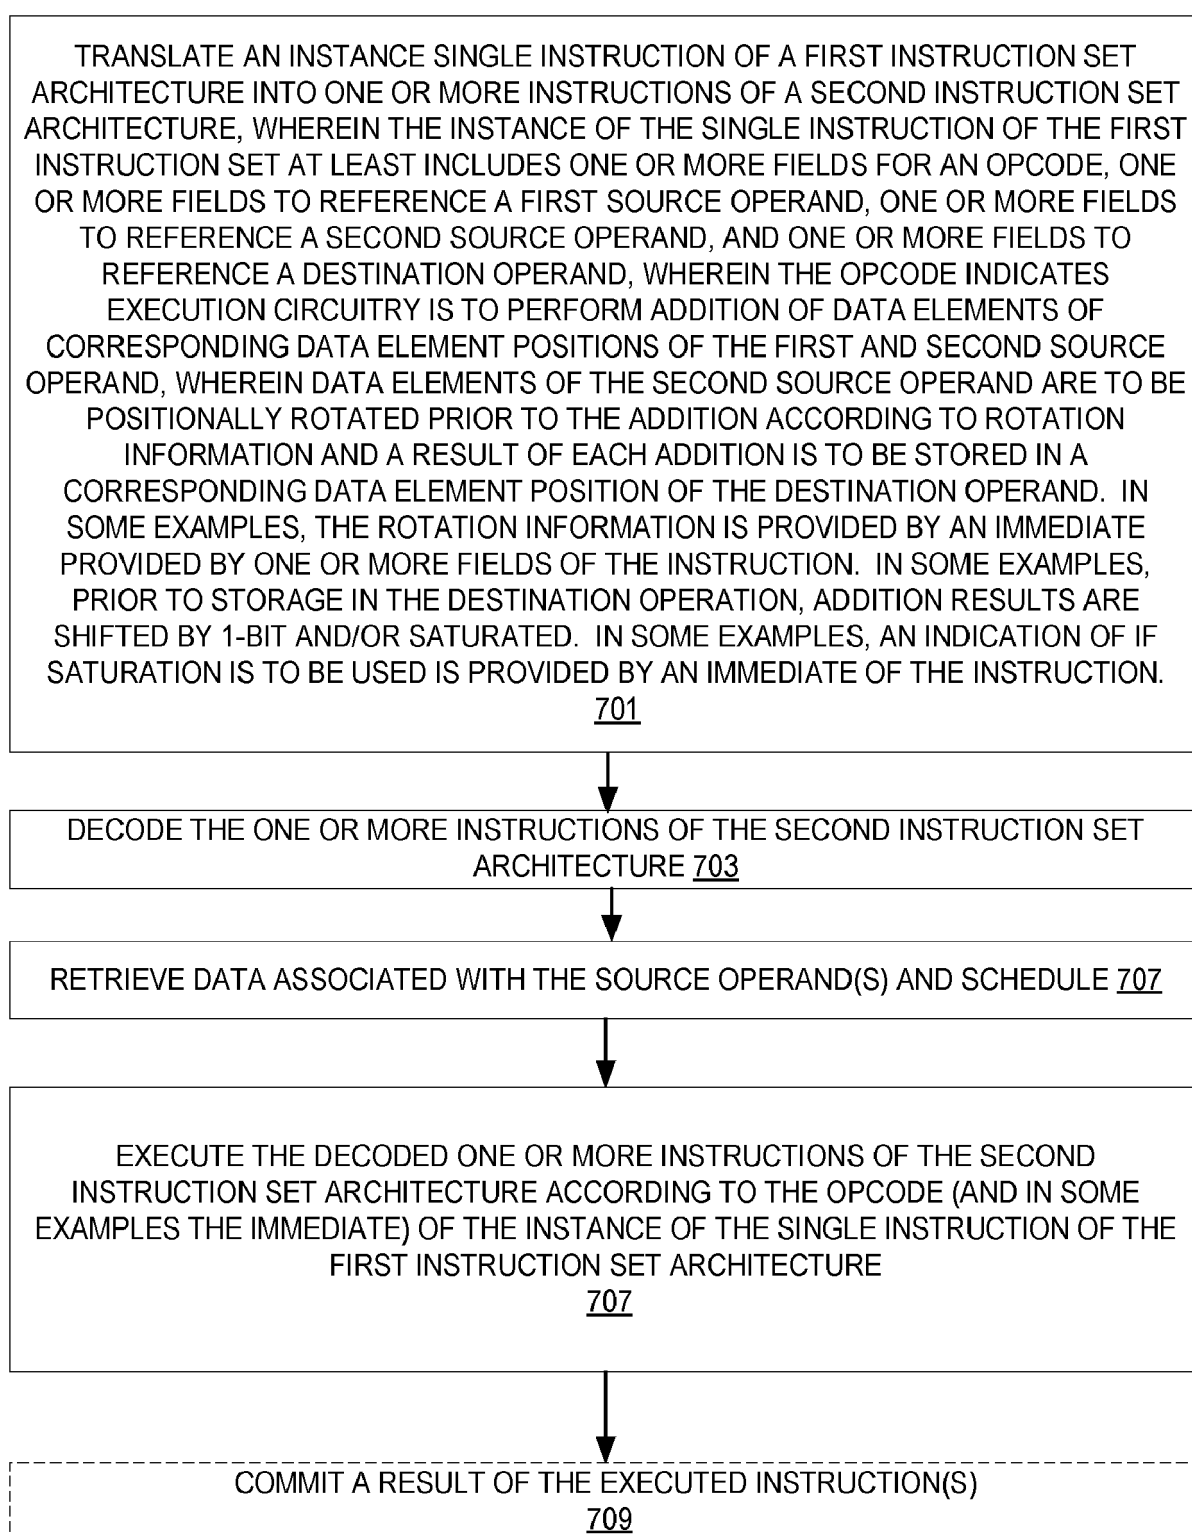 TRANSLATE AN INSTANCE SINGLE INSTRUCTION OF A FIRST INSTRUCTION SET
ARCHITECTURE INTO ONE OR MORE INSTRUCTIONS OF A SECOND INSTRUCTION SET
ARCHITECTURE, WHEREIN THE INSTANCE OF THE SINGLE INSTRUCTION OF THE FIRST
INSTRUCTION SET AT LEAST INCLUDES ONE OR MORE FIELDS FOR AN OPCODE, ONE
OR MORE FIELDS TO REFERENCE A FIRST SOURCE OPERAND, ONE OR MORE FIELDS
TO REFERENCE A SECOND SOURCE OPERAND, AND ONE OR MORE FIELDS TO
REFERENCE A DESTINATION OPERAND, WHEREIN THE OPCODE INDICATES
EXECUTION CIRCUITRY IS TO PERFORM ADDITION OF DATA ELEMENTS OF
CORRESPONDING DATA ELEMENT POSITIONS OF THE FIRST AND SECOND SOURCE
OPERAND, WHEREIN DATA ELEMENTS OF THE SECOND SOURCE OPERAND ARE TO BE
POSITIONALLY ROTATED PRIOR TO THE ADDITION ACCORDING TO ROTATION
INFORMATION AND A RESULT OF EACH ADDITION IS TO BE STORED IN A
CORRESPONDING DATA ELEMENT POSITION OF THE DESTINATION OPERAND. IN
SOME EXAMPLES, THE ROTATION INFORMATION IS PROVIDED BY AN IMMEDIATE
PROVIDED BY ONE OR MORE FIELDS OF THE INSTRUCTION. IN SOME EXAMPLES,
PRIOR TO STORAGE IN THE DESTINATION OPERATION, ADDITION RESULTS ARE
SHIFTED BY 1-BIT AND/OR SATURATED. IN SOME EXAMPLES, AN INDICATION OF IF
SATURATION IS TO BE USED IS PROVIDED BY AN IMMEDIATE OF THE INSTRUCTION.
701
DECODE THE ONE OR MORE INSTRUCTIONS OF THE SECOND INSTRUCTION SET
ARCHITECTURE 703
RETRIEVE DATA ASSOCIATED WITH THE SOURCE OPERAND(S) AND SCHEDULE 707
EXECUTE THE DECODED ONE OR MORE INSTRUCTIONS OF THE SECOND
INSTRUCTION SET ARCHITECTURE ACCORDING TO THE OPCODE (AND IN SOME
EXAMPLES THE IMMEDIATE) OF THE INSTANCE OF THE SINGLE INSTRUCTION OF THE
FIRST INSTRUCTION SET ARCHITECTURE
707
COMMIT A RESULT OF THE EXECUTED INSTRUCTION(S)
709